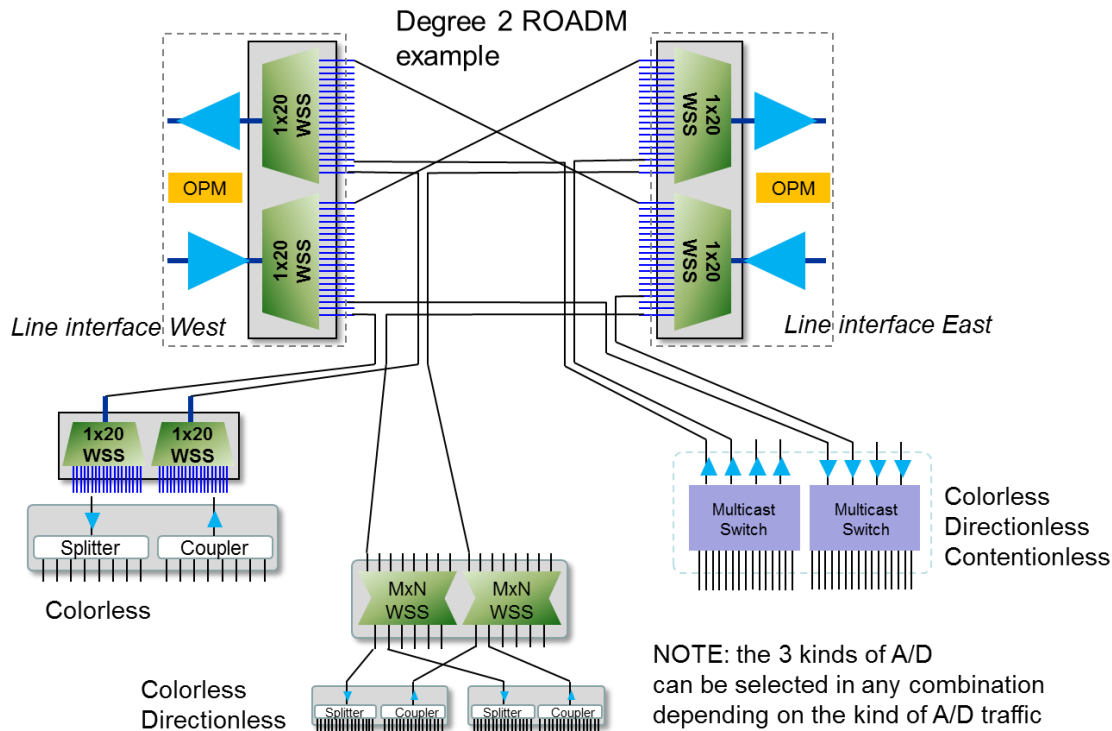 Degree 2 ROADM
example
1x20
WSS
1x20
WSS
OPM
OPM
1x20
WSS
1x20
WSS
Line interface West
Line interface East
1x20
WSS
1x20
WSS
Splitter
Coupler
Colorless
Multicast
Switch
Multicast
Switch
Colorless
Directionless
Contentionless
MxN
WSS
MxN
WSS
Colorless
Directionless
Splitter
Coupler
Splitter
Coupler
NOTE: the 3 kinds of A/D
can be selected in any combination
depending on the kind of A/D traffic